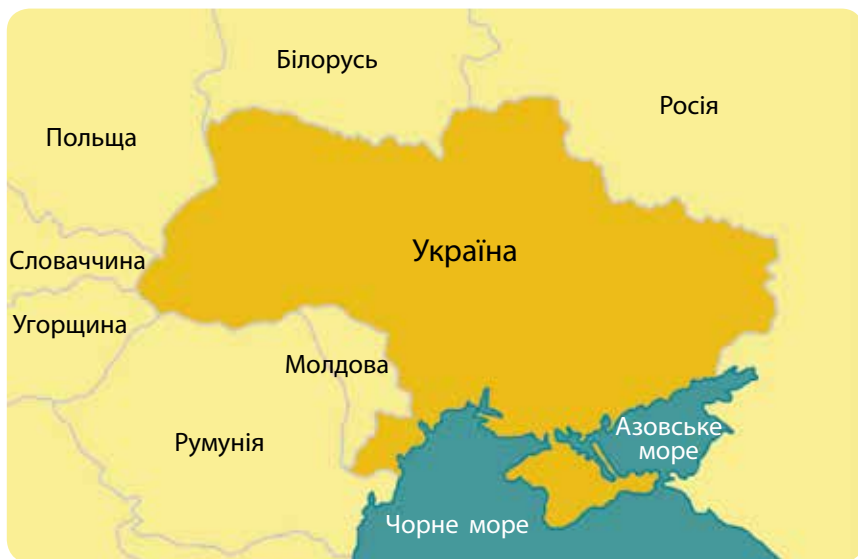 Білорусь
Росія
Польща
Україна
Словаччина
Угорщина
Молдова
Румунія
Азовське
море
Чорне море